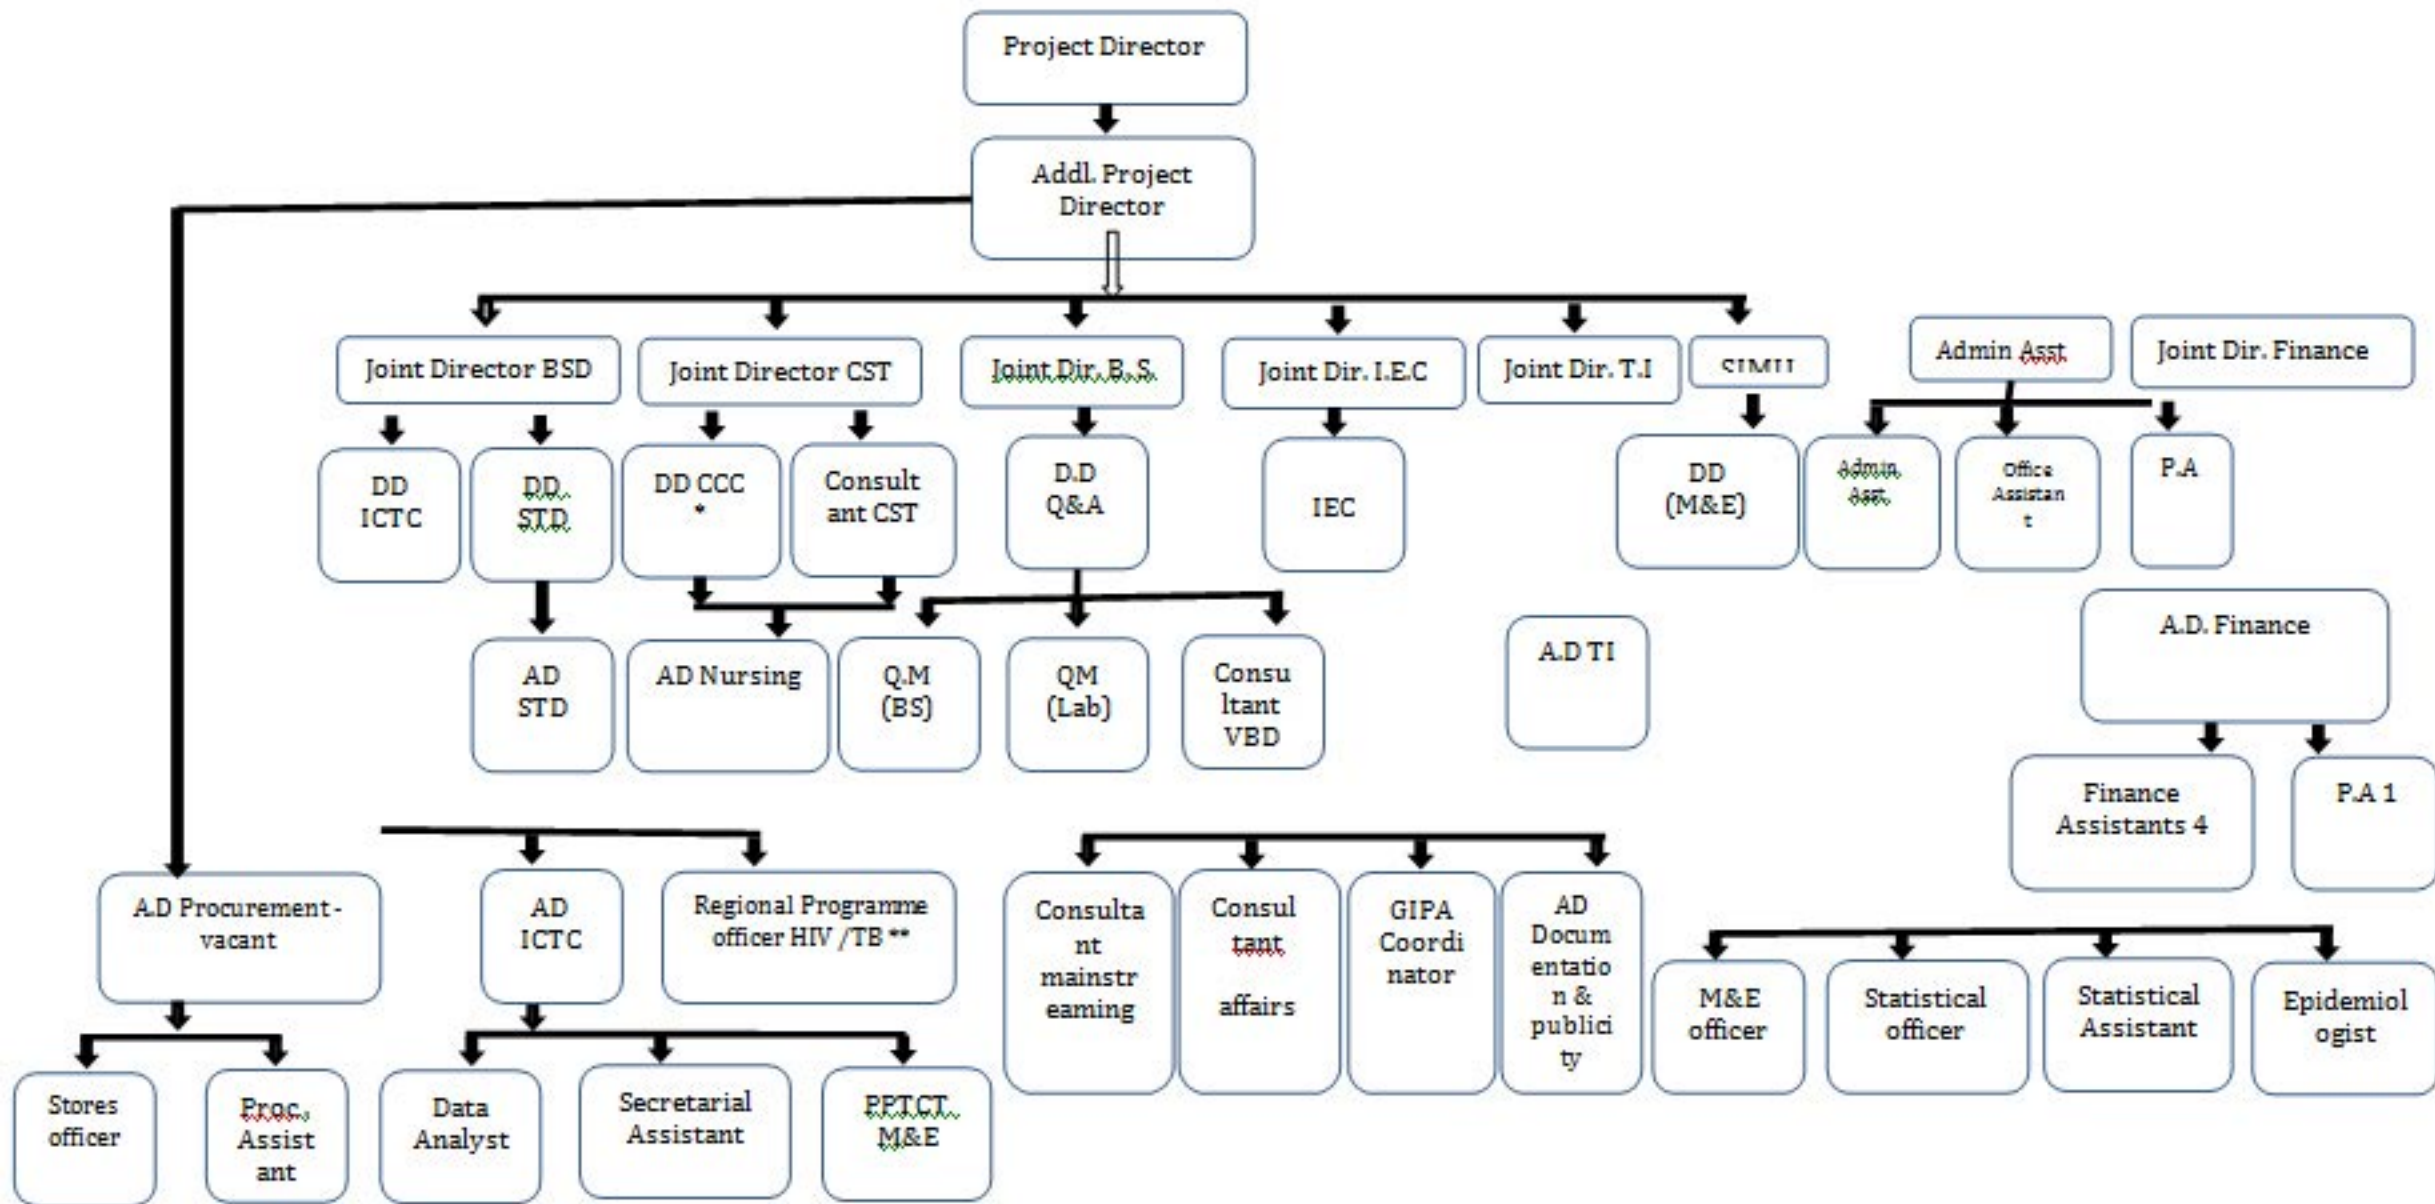 Project Director
Addl. Project
Director
Joint Director BSD
Joint Director CST
Joint Dir. B. S.
Joint Dir. I.E.C
Joint Dir. T.I
SIMU
Admin Asst
Joint Dir. Finance
DD
ICTC
DD
STD
DD CCC
*
Consult
ant CST
D.D
Q&A
IEC
DD
(M&E)
Admin
Asst
Office
Assistan
t
P.A
AD
STD
AD Nursing
Q.M
(BS)
QM
(Lab)
Consu
ltant
VBD
A.D TI
A.D. Finance
Finance
Assistants 4
P.A 1
A.D Procurement-
vacant
AD
ICTC
Regional Programme
officer HIV /TB **
Consulta
nt
mainstr
eaming
Consul
tant
affairs
GIPA
Coordi
nator
AD
Docum
entatio
n &
publici
ty
M&E
officer
Statistical
officer
Statistical
Assistant
Epidemiol
ogist
Stores
officer
Proc.
Assist
ant
Data
Analyst
Secretarial
Assistant
PPTCT
M&E